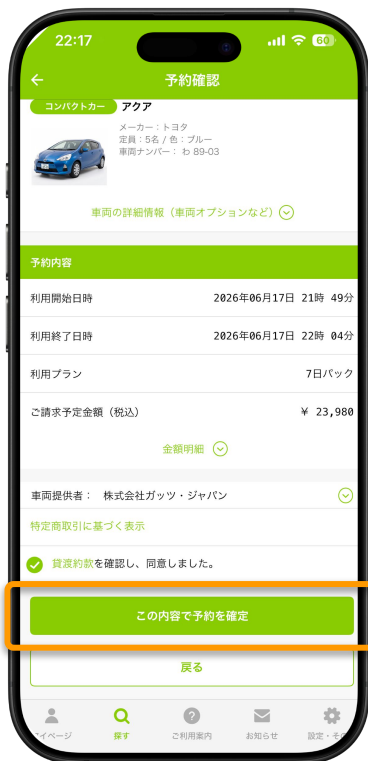 22:17
60
予約確認
コンパクトカー アクア
メーカー：トヨタ
定員：5名 / 色：ブルー
車両ナンバー： わ 89-03
車両の詳細情報（車両オプションなど）
予約内容
利用開始日時 2026年06月17日 21時 49分
利用終了日時 2026年06月17日 22時 04分
利用プラン 7日パック
ご請求予定金額（税込） ¥ 23,980
金額明細
車両提供者： 株式会社ガッツ・ジャパン
特定商取引に基づく表示
貸渡約款を確認し、同意しました。
この内容で予約を確定
戻る
マイページ 探す ご利用案内 お知らせ 設定・その